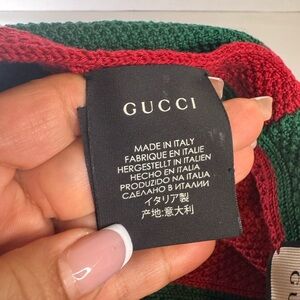 GUCCI
MADE IN ITALY
FABRIQUE EN ITALIE
HERGESTELLT IN ITALIEN
HECHO EN ITALIA
PRODUZIDO NA ITALIA
СДЕЛАНО В ИТАЛИИ
イタリア製
产地:意大利